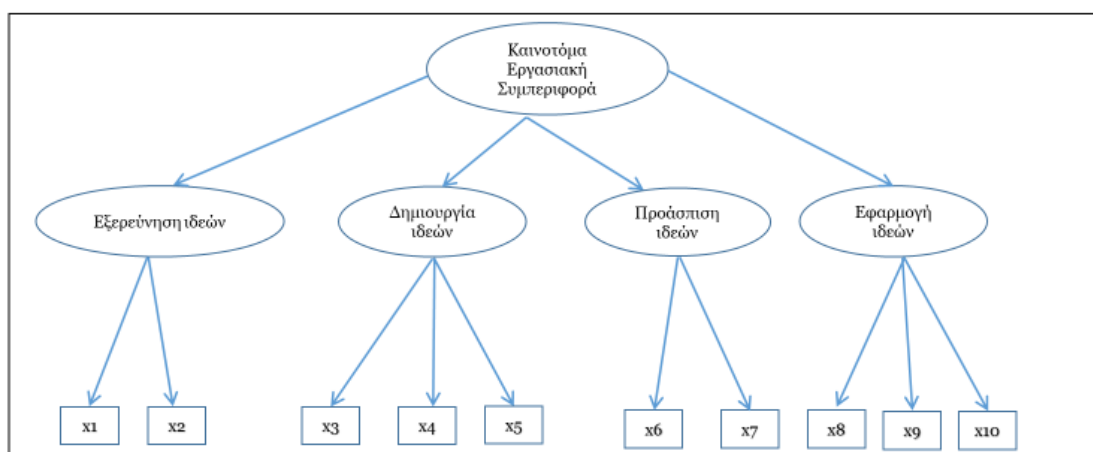 Καινοτόμα
Εργασιακή
Συμπεριφορά
Εξερεύνηση ιδεών
Δημιουργία
ιδεών
Προάσπιση
ιδεών
Εφαρμογή
ιδεών
x1
x2
x3
x4
x5
x6
x7
x8
x9
x10